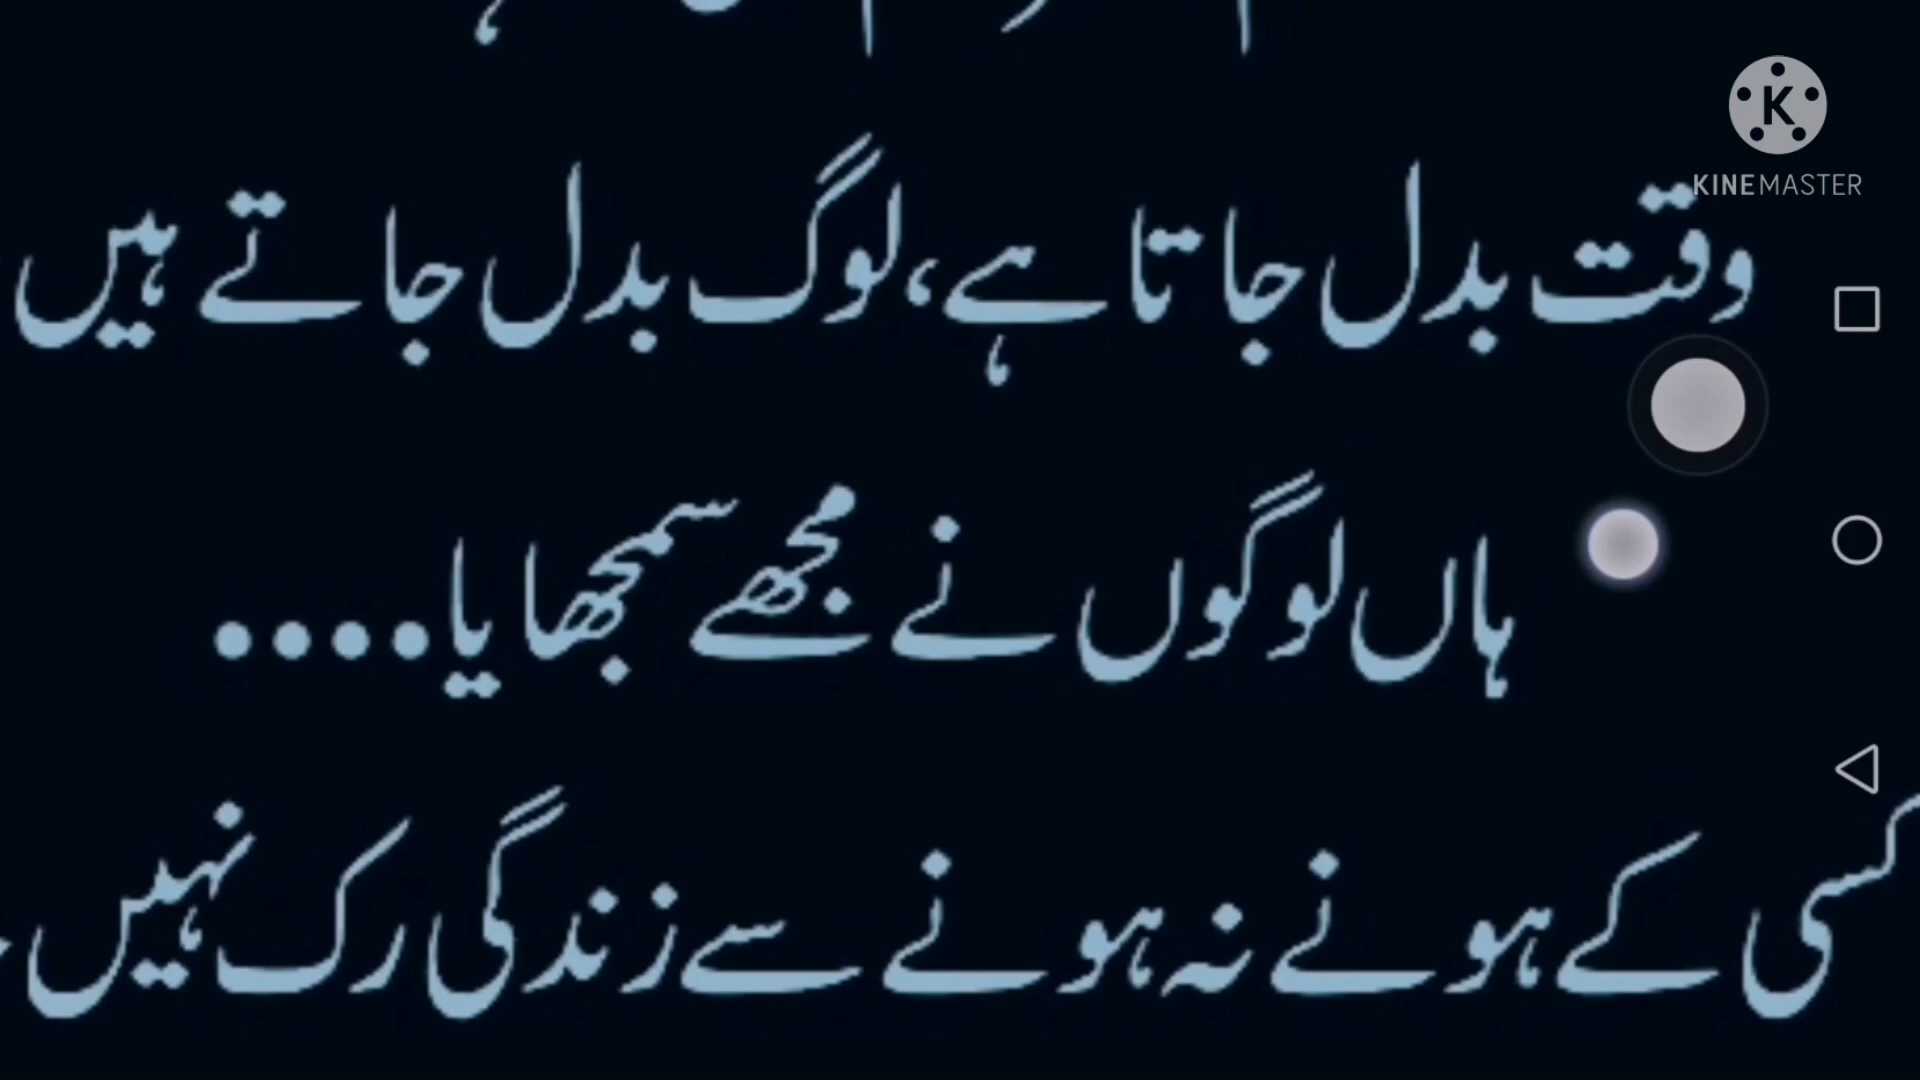 KINEMASTER
وقت بدل جاتا ہے، لوگ بدل جاتے ہیں
ہاں لوگوں نے مجھے سمجھایا....
کسی کے ہونے نہ ہونے سے زندگی رک نہیں